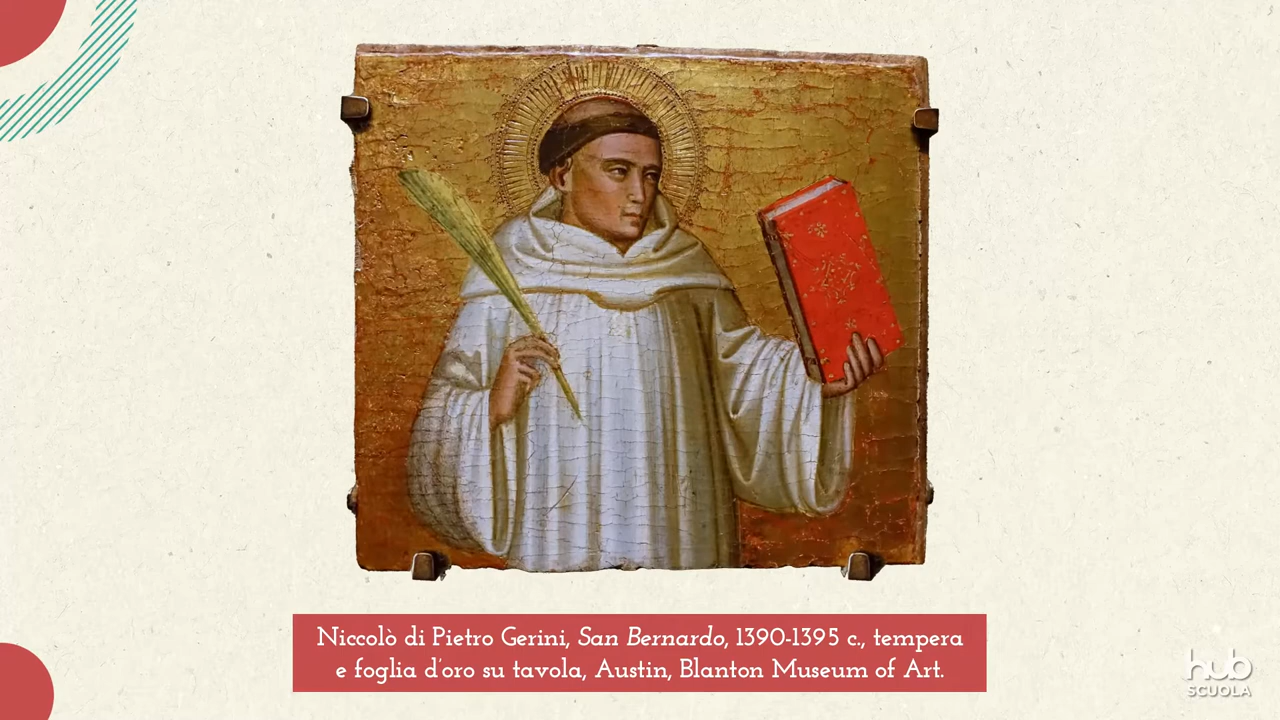 Niccolò di Pietro Gerini, San Bernardo, 1390-1395 c., tempera
e foglia d'oro su tavola, Austin, Blanton Museum of Art.
hub
SCUOLA